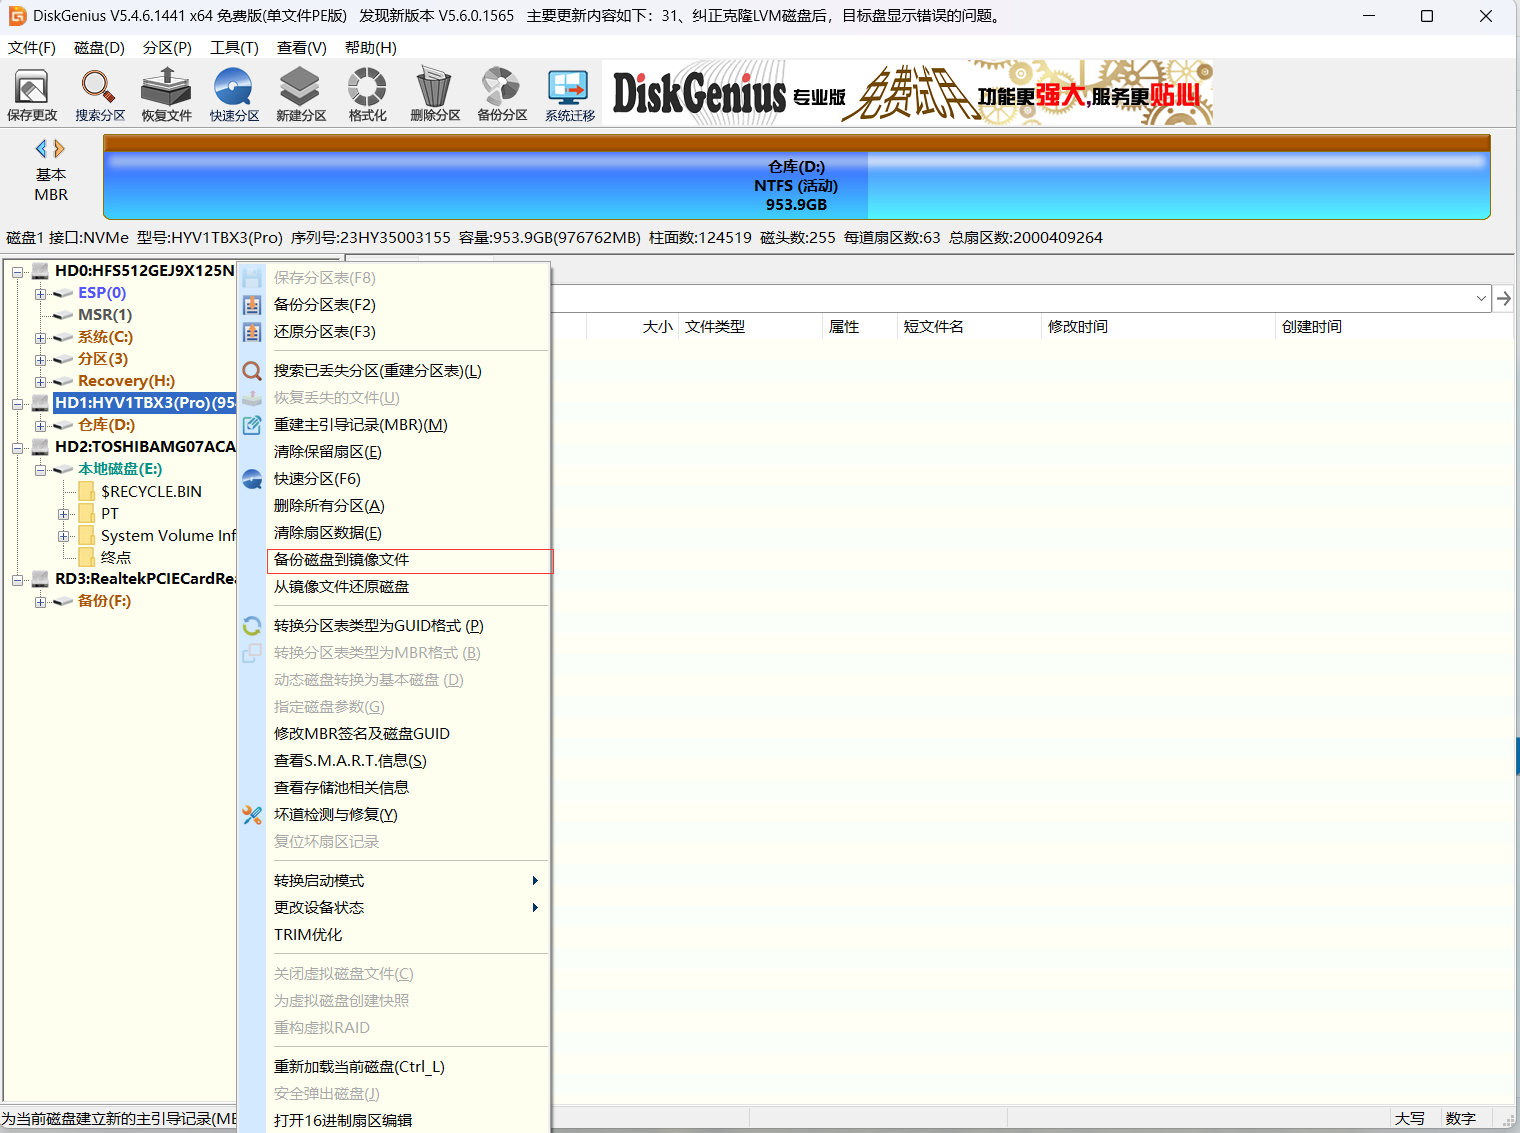 DiskGenius V5.4.6.1441 x64 免费版(单文件PE版)   发现新版本 V5.6.0.1565   主要更新内容如下：31、纠正克隆LVM磁盘后，目标盘显示错误的问题。
文件(F) 磁盘(D) 分区(P) 工具(T) 查看(V) 帮助(H)
保存更改 搜索分区 恢复文件 快速分区 新建分区 格式化 删除分区 备份分区 系统迁移
DiskGenius 专业版 免费试用 功能更强大,服务更贴心
基本
MBR
仓库(D:)
NTFS (活动)
953.9GB
磁盘1 接口:NVMe 型号:HYV1TBX3(Pro) 序列号:23HY35003155 容量:953.9GB(976762MB) 柱面数:124519 磁头数:255 每道扇区数:63 总扇区数:2000409264
HD0:HFS512GEJ9X125N
ESP(0)
MSR(1)
系统(C:)
分区(3)
Recovery(H:)
HD1:HYV1TBX3(Pro)(95
仓库(D:)
HD2:TOSHIBAMG07ACA
本地磁盘(E:)
$RECYCLE.BIN
PT
System Volume Inf
终点
RD3:RealtekPCIECardRea
备份(F:)
保存分区表(F8)
备份分区表(F2)
还原分区表(F3)
搜索已丢失分区(重建分区表)(L)
恢复丢失的文件(U)
重建主引导记录(MBR)(M)
清除保留扇区(E)
快速分区(F6)
删除所有分区(A)
清除扇区数据(E)
备份磁盘到镜像文件
从镜像文件还原磁盘
转换分区表类型为GUID格式 (P)
转换分区表类型为MBR格式 (B)
动态磁盘转换为基本磁盘 (D)
指定磁盘参数(G)
修改MBR签名及磁盘GUID
查看S.M.A.R.T.信息(S)
查看存储池相关信息
坏道检测与修复(Y)
复位坏扇区记录
转换启动模式
更改设备状态
TRIM优化
关闭虚拟磁盘文件(C)
为虚拟磁盘创建快照
重构虚拟RAID
重新加载当前磁盘(Ctrl_L)
安全弹出磁盘(J)
打开16进制扇区编辑
大小 文件类型 属性 短文件名 修改时间 创建时间
为当前磁盘建立新的主引导记录(ME
大写 数字